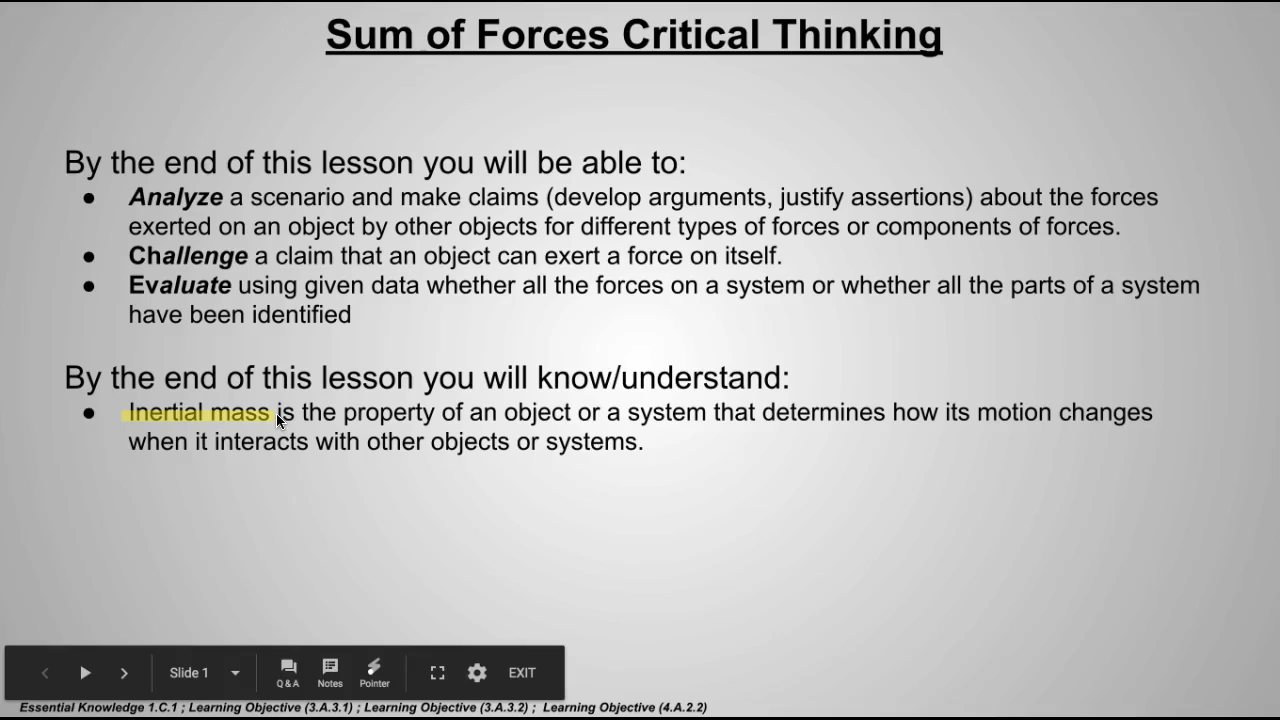 Sum of Forces Critical Thinking
By the end of this lesson you will be able to:
● Analyze a scenario and make claims (develop arguments, justify assertions) about the forces
exerted on an object by other objects for different types of forces or components of forces.
● Challenge a claim that an object can exert a force on itself.
● Evaluate using given data whether all the forces on a system or whether all the parts of a system
have been identified
By the end of this lesson you will know/understand:
● Inertial mass is the property of an object or a system that determines how its motion changes
when it interacts with other objects or systems.
Slide 1
Q & A
Notes
Pointer
EXIT
Essential Knowledge 1.C.1 ; Learning Objective (3.A.3.1) ; Learning Objective (3.A.3.2) ; Learning Objective (4.A.2.2)